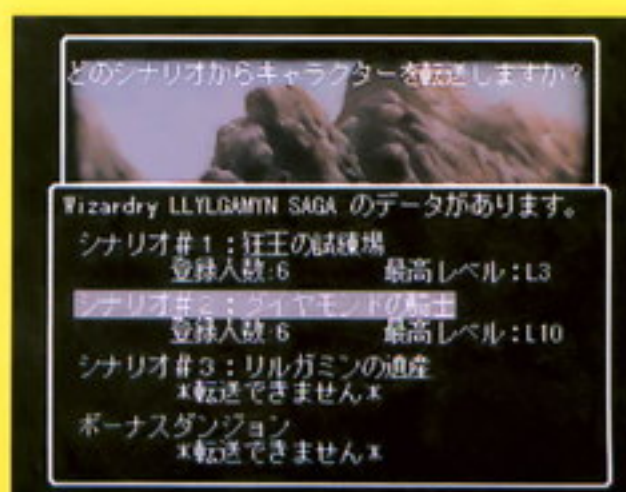 どのシナリオからキャラクターを転送しますか?
Wizardry LLYLGAMYN SAGA のデータがあります。
シナリオ#1:狂王の試練場
登録人数:6 最高レベル:L3
シナリオ#2:ダイヤモンドの騎士
登録人数:6 最高レベル:L10
シナリオ#3:リルガミンの遺産
*転送できません*
ボーナスダンジョン
*転送できません*